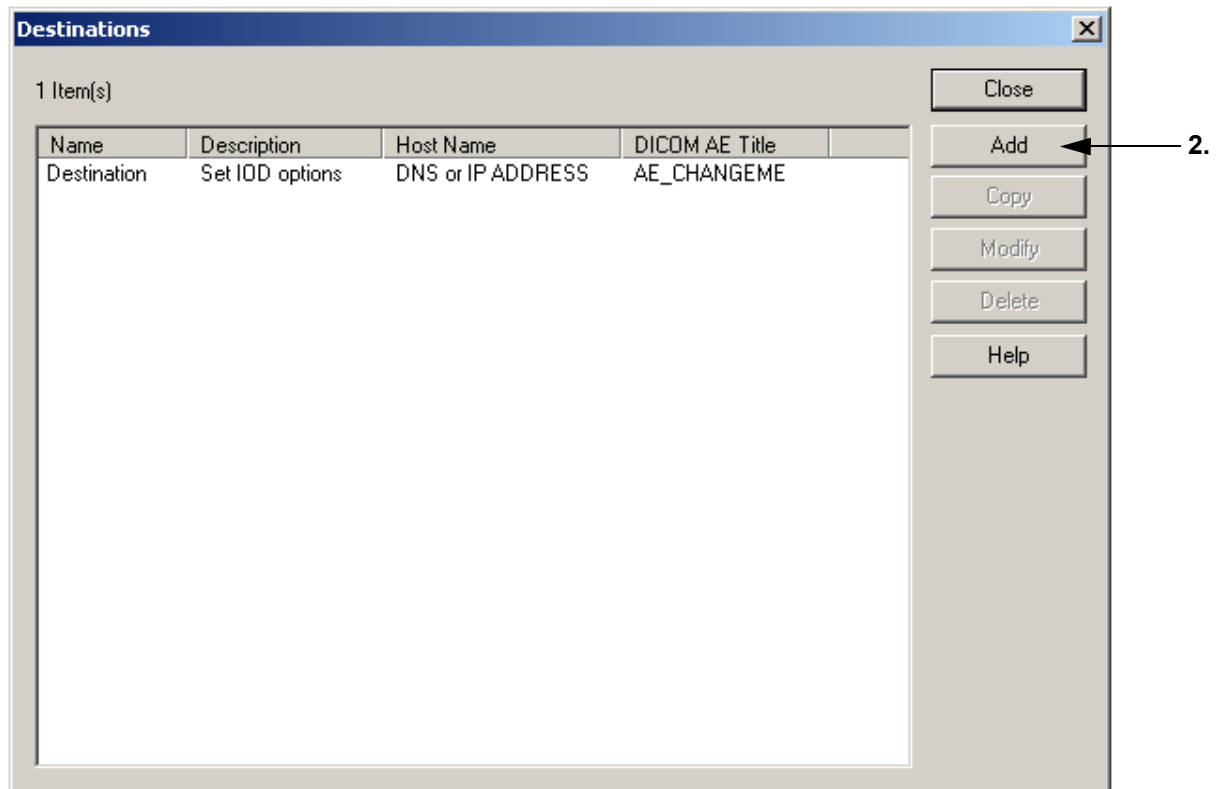 Destinations
1 Item(s)
Close
Name Description Host Name DICOM AE Title
Add
2.
Destination Set IOD options DNS or IP ADDRESS AE_CHANGEME
Copy
Modify
Delete
Help